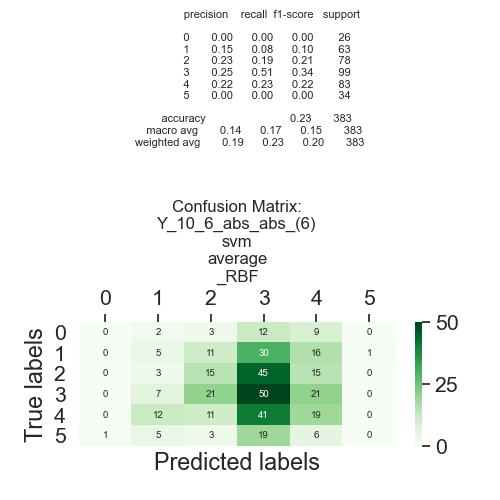 precision recall f1-score support
0 0.00 0.00 0.00 26
1 0.15 0.08 0.10 63
2 0.23 0.19 0.21 78
3 0.25 0.51 0.34 99
4 0.22 0.23 0.22 83
5 0.00 0.00 0.00 34
accuracy 0.23 383
macro avg 0.14 0.17 0.15 383
weighted avg 0.19 0.23 0.20 383
Confusion Matrix:
Y_10_6_abs_abs_(6)
svm
average
_RBF
0 1 2 3 4 5
0 0 2 3 12 9 0
1 0 5 11 30 16 1
2 0 3 15 45 15 0
3 0 7 21 50 21 0
4 0 12 11 41 19 0
5 1 5 3 19 6 0
True labels
Predicted labels
50
25
0